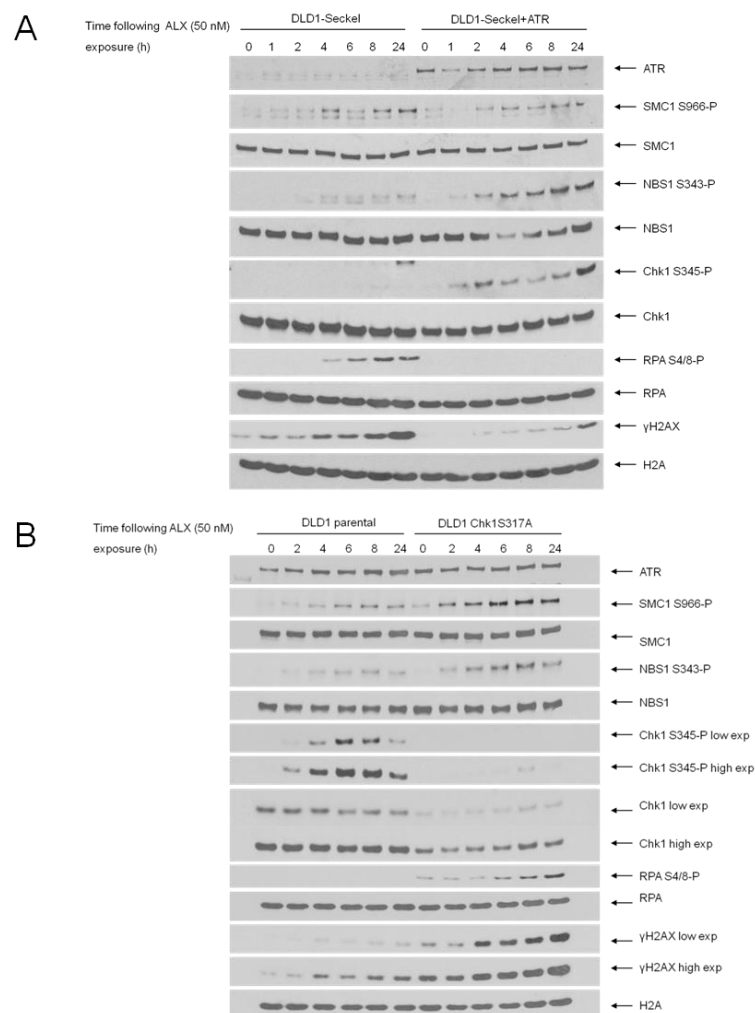 A
Time following ALX (50 nM)
exposure (h)
DLD1-Seckel
DLD1-Seckel+ATR
0 1 2 4 6 8 24 0 1 2 4 6 8 24
ATR
SMC1 S966-P
SMC1
NBS1 S343-P
NBS1
Chk1 S345-P
Chk1
RPA S4/8-P
RPA
γH2AX
H2A
B
Time following ALX (50 nM)
exposure (h)
DLD1 parental
DLD1 Chk1S317A
0 2 4 6 8 24 0 2 4 6 8 24
ATR
SMC1 S966-P
SMC1
NBS1 S343-P
NBS1
Chk1 S345-P low exp
Chk1 S345-P high exp
Chk1 low exp
Chk1 high exp
RPA S4/8-P
RPA
γH2AX low exp
γH2AX high exp
H2A